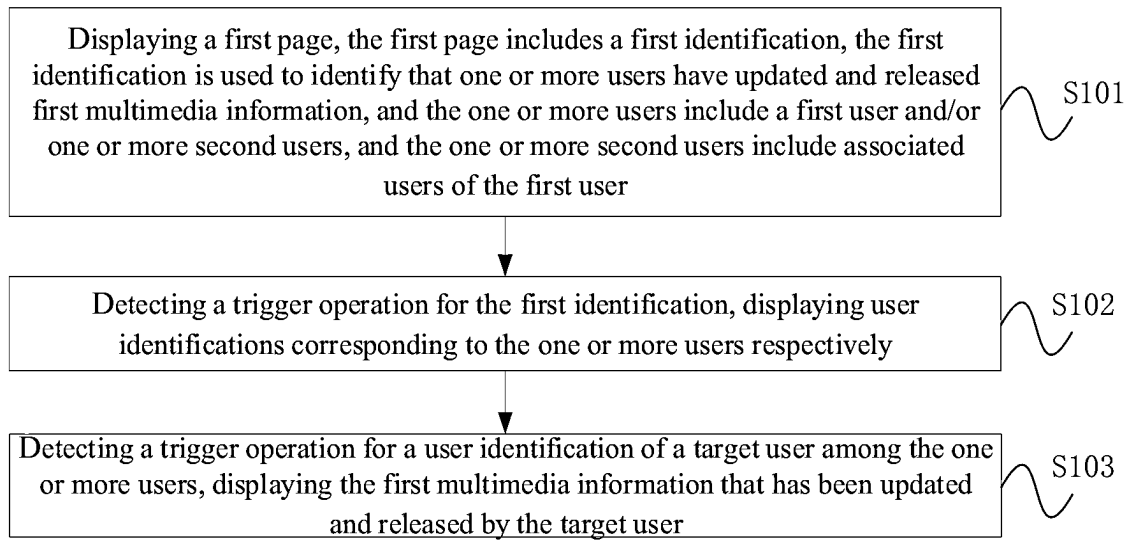 Displaying a first page, the first page includes a first identification, the first
identification is used to identify that one or more users have updated and released
first multimedia information, and the one or more users include a first user and/or
one or more second users, and the one or more second users include associated
users of the first user
S101
Detecting a trigger operation for the first identification, displaying user
identifications corresponding to the one or more users respectively
S102
Detecting a trigger operation for a user identification of a target user among the one
or more users, displaying the first multimedia information that has been updated
and released by the target user
S103